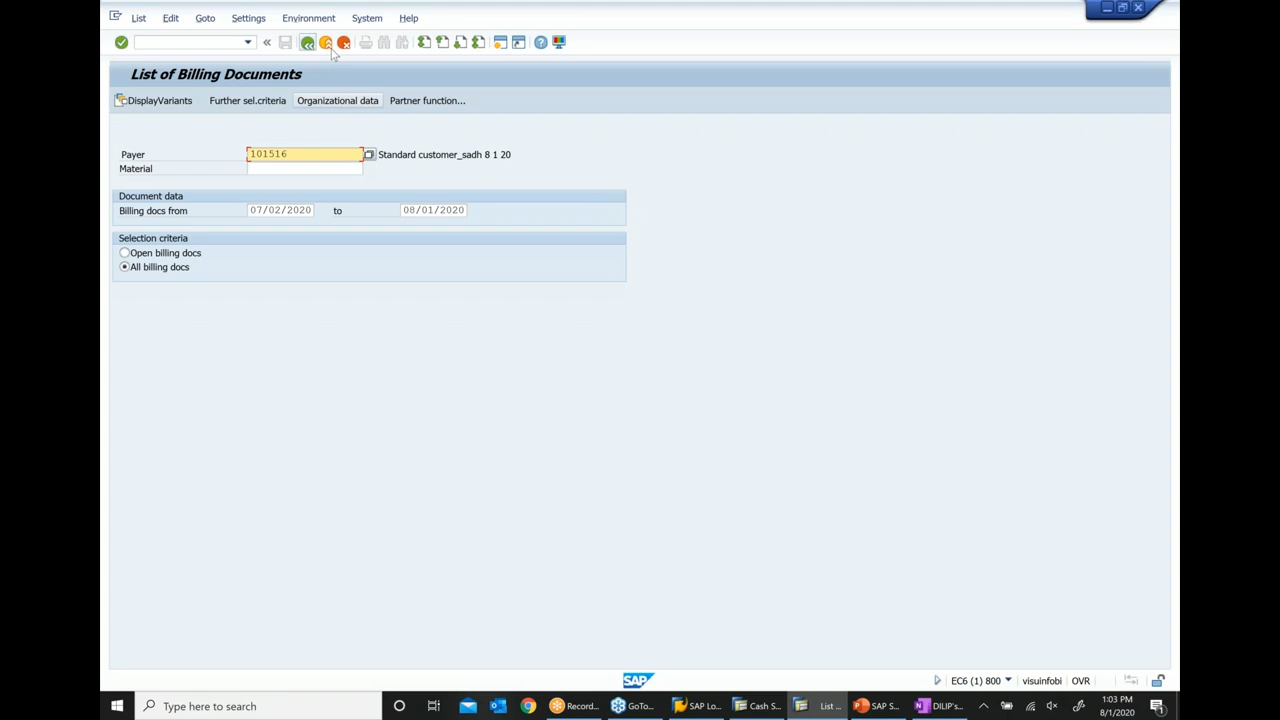 List Edit Goto Settings Environment System Help
List of Billing Documents
DisplayVariants Further sel.criteria Organizational data Partner function...
Payer 101516 Standard customer_sadh 8 1 20
Material
Document data
Billing docs from 07/02/2020 to 08/01/2020
Selection criteria
Open billing docs
All billing docs
SAP
EC6 (1) 800 visuinfobi OVR
Type here to search Record... GoTo... SAP Lo... Cash S... List ... SAP S... DILIP's... 1:03 PM
8/1/2020